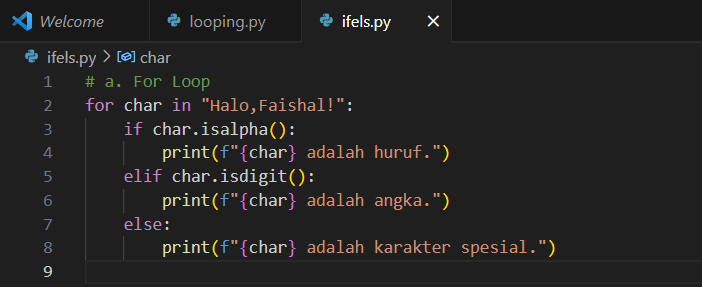 Welcome looping.py ifels.py
ifels.py > char
1 # a. For Loop
2 for char in "Halo,Faishal!":
3     if char.isalpha():
4         print(f"{char} adalah huruf.")
5     elif char.isdigit():
6         print(f"{char} adalah angka.")
7     else:
8         print(f"{char} adalah karakter spesial.")
9